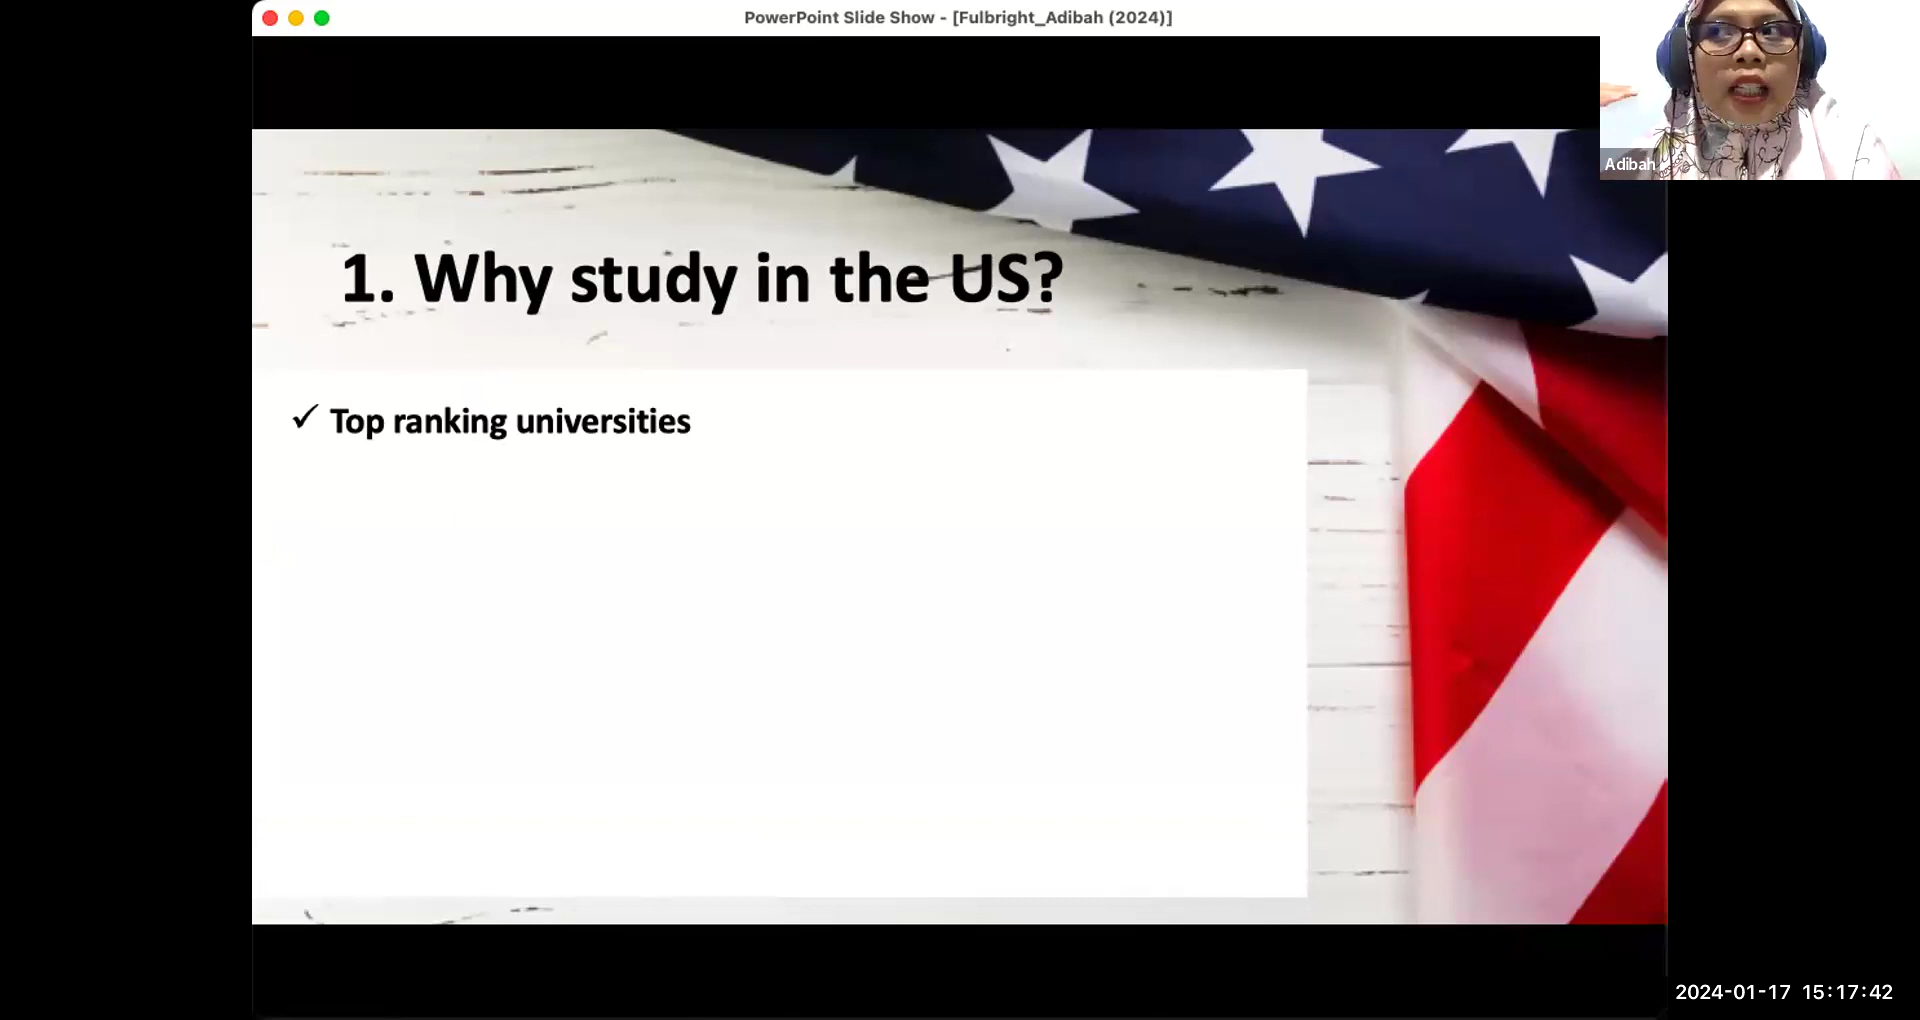 PowerPoint Slide Show - [Fulbright_Adibah (2024)]
Adibah
1. Why study in the US?
✓ Top ranking universities
2024-01-17 15:17:42